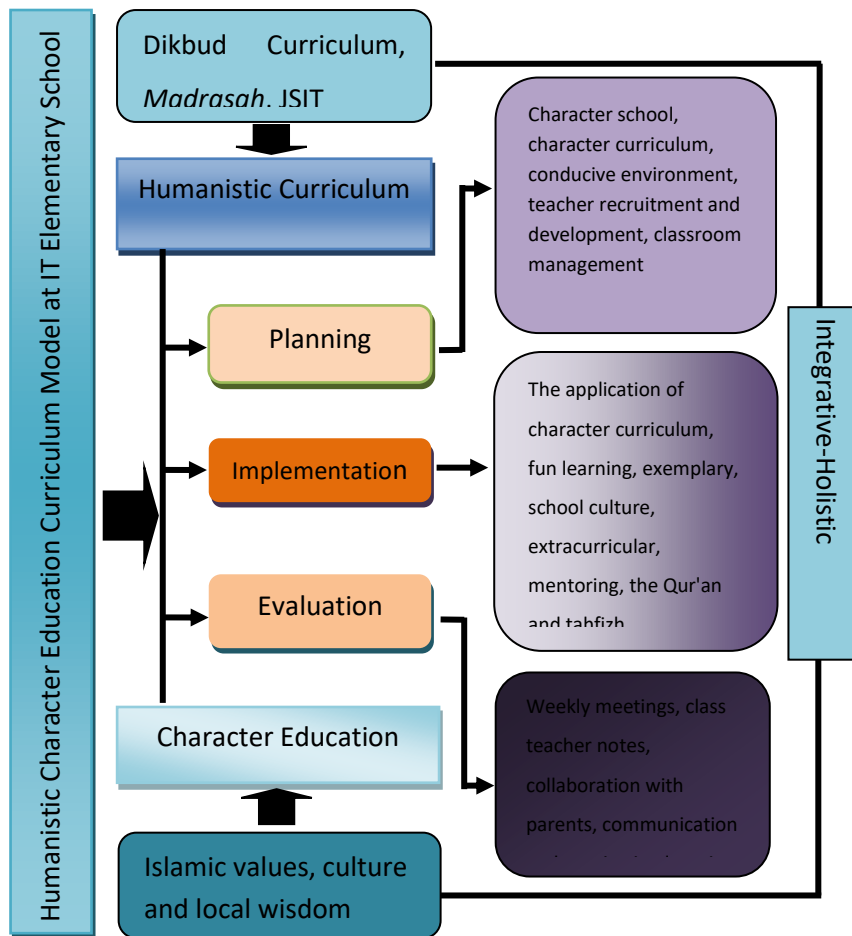 Humanistic Character Education Curriculum Model at IT Elementary School
Dikbud Curriculum,
Madrasah, JSIT
Humanistic Curriculum
Planning
Implementation
Evaluation
Character Education
Islamic values, culture
and local wisdom
Character school,
character curriculum,
conducive environment,
teacher recruitment and
development, classroom
management
The application of
character curriculum,
fun learning, exemplary,
school culture,
extracurricular,
mentoring, the Qur'an
and tahfizh
Weekly meetings, class
teacher notes,
collaboration with
parents, communication
Integrative-Holistic